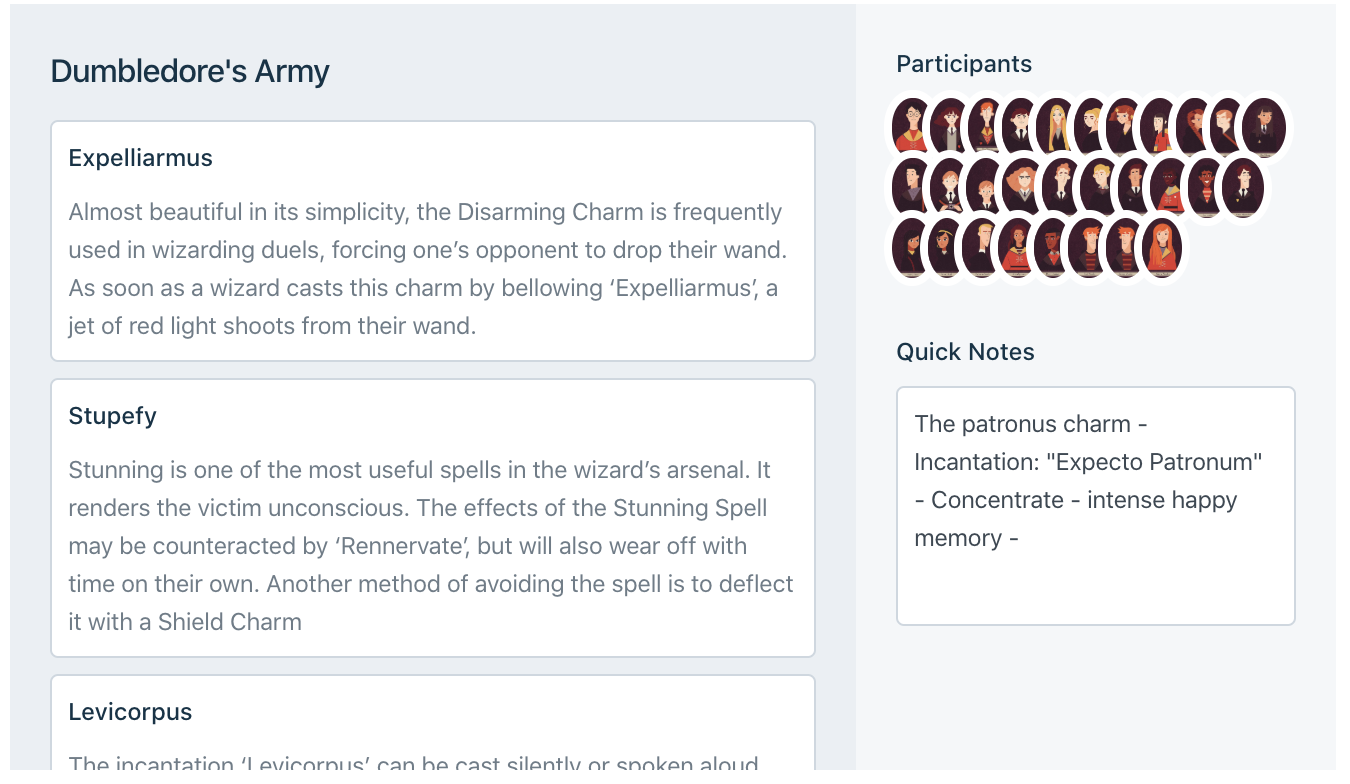 Dumbledore's Army
Expelliarmus
Almost beautiful in its simplicity, the Disarming Charm is frequently
used in wizarding duels, forcing one’s opponent to drop their wand.
As soon as a wizard casts this charm by bellowing ‘Expelliarmus’, a
jet of red light shoots from their wand.
Stupefy
Stunning is one of the most useful spells in the wizard’s arsenal. It
renders the victim unconscious. The effects of the Stunning Spell
may be counteracted by ‘Rennervate’, but will also wear off with
time on their own. Another method of avoiding the spell is to deflect
it with a Shield Charm
Levicorpus
The incantation ‘Levicorpus’ can be cast silently or spoken aloud
Participants
Quick Notes
The patronus charm -
Incantation: "Expecto Patronum"
- Concentrate - intense happy
memory -